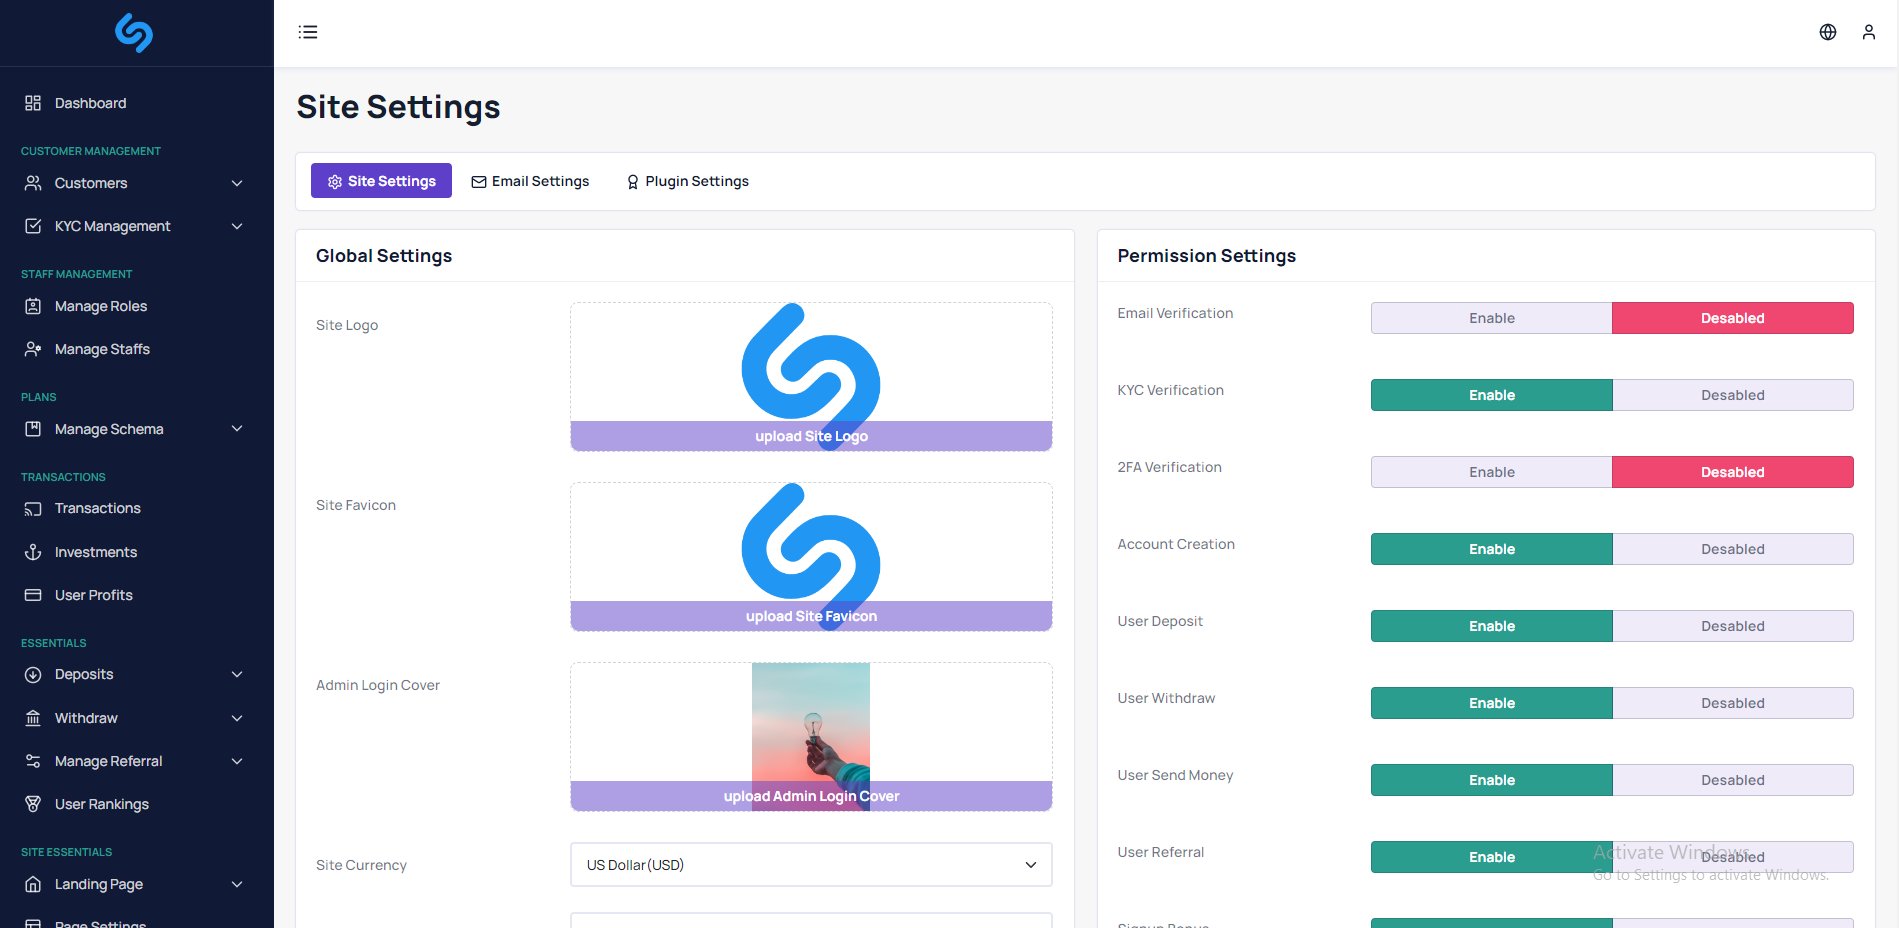 Dashboard
CUSTOMER MANAGEMENT
Customers
KYC Management
STAFF MANAGEMENT
Manage Roles
Manage Staffs
PLANS
Manage Schema
TRANSACTIONS
Transactions
Investments
User Profits
ESSENTIALS
Deposits
Withdraw
Manage Referral
User Rankings
SITE ESSENTIALS
Landing Page
Page Settings
Site Settings
Site Settings Email Settings Plugin Settings
Global Settings
Site Logo
upload Site Logo
Site Favicon
upload Site Favicon
Admin Login Cover
upload Admin Login Cover
Site Currency US Dollar(USD)
Permission Settings
Email Verification Enable Desabled
KYC Verification Enable Desabled
2FA Verification Enable Desabled
Account Creation Enable Desabled
User Deposit Enable Desabled
User Withdraw Enable Desabled
User Send Money Enable Desabled
User Referral Enable Desabled
Activate Windows
Go to Settings to activate Windows.
Signup Bonus